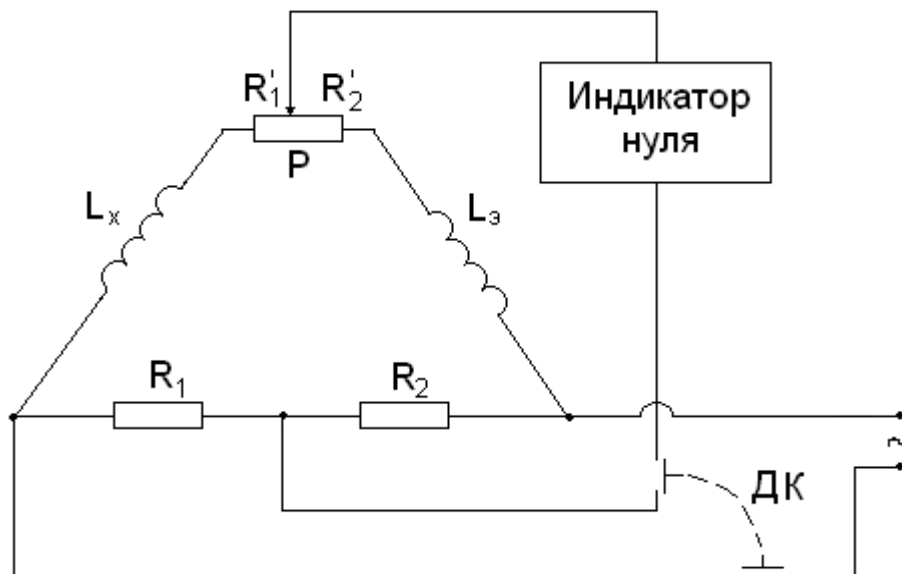 R'₁ R'₂
Индикатор
нуля
P
Lₓ
Lэ
R₁
R₂
~
ДК